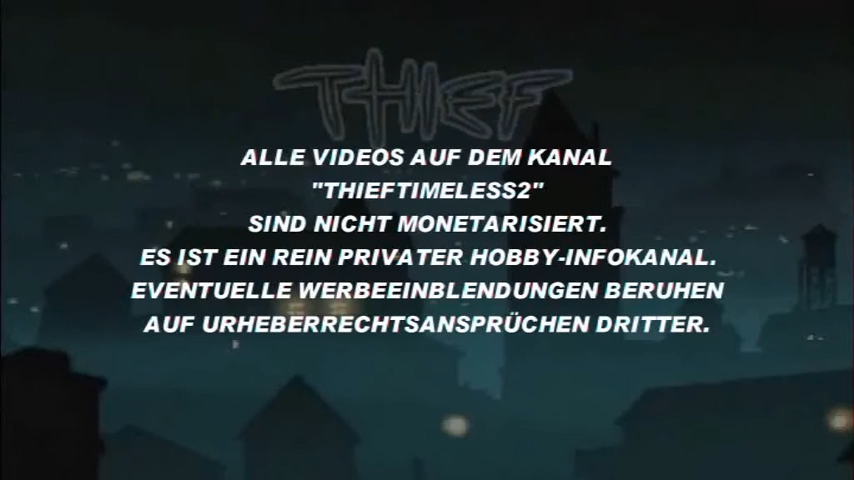 THIEF
ALLE VIDEOS AUF DEM KANAL
"THIEFTIMELESS2"
SIND NICHT MONETARISIERT.
ES IST EIN REIN PRIVATER HOBBY-INFOKANAL.
EVENTUELLE WERBEEINBLENDUNGEN BERUHEN
AUF URHEBERRECHTSANSPRÜCHEN DRITTER.